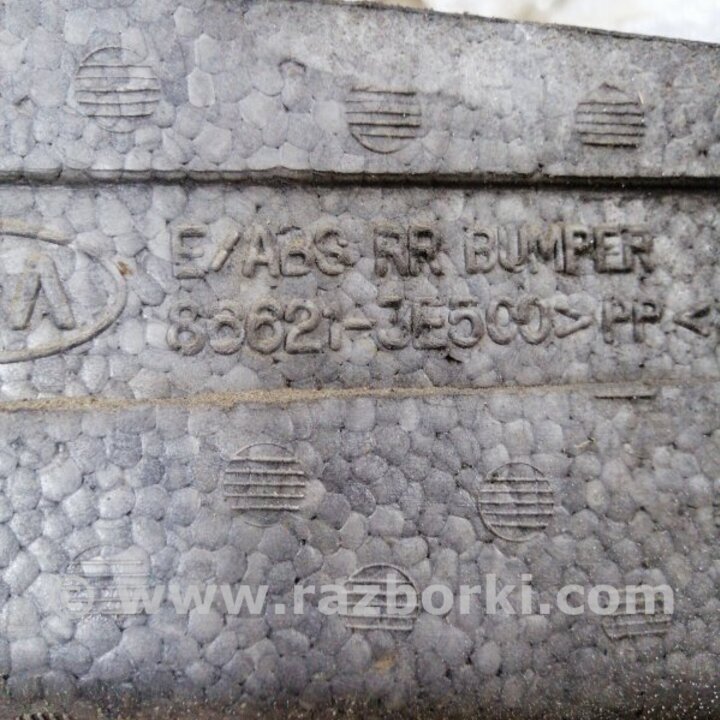 E/ABS RR BUMPER
86621-3E500 >PP<
© www.razborki.com